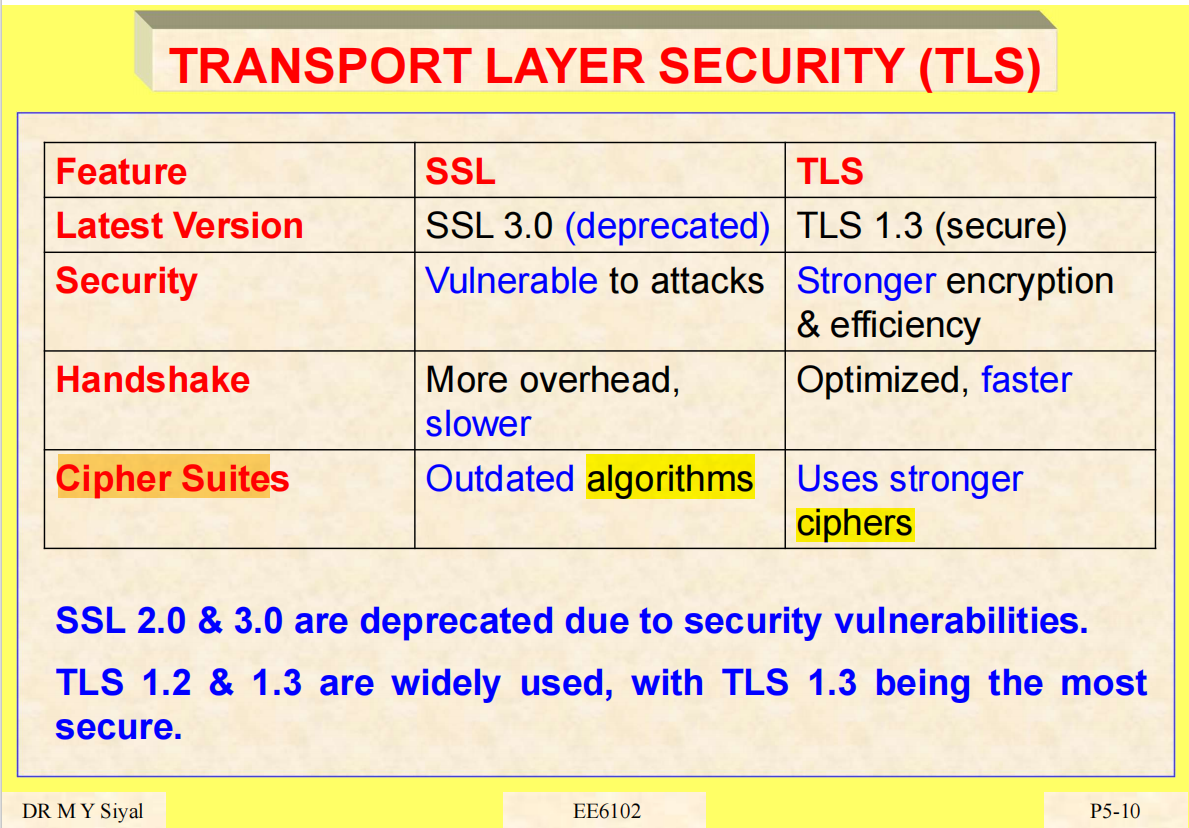 TRANSPORT LAYER SECURITY (TLS)
Feature
SSL
TLS
Latest Version
SSL 3.0 (deprecated)
TLS 1.3 (secure)
Security
Vulnerable to attacks
Stronger encryption
& efficiency
Handshake
More overhead,
slower
Optimized, faster
Cipher Suites
Outdated algorithms
Uses stronger
ciphers
SSL 2.0 & 3.0 are deprecated due to security vulnerabilities.
TLS 1.2 & 1.3 are widely used, with TLS 1.3 being the most
secure.
DR M Y Siyal
EE6102
P5-10